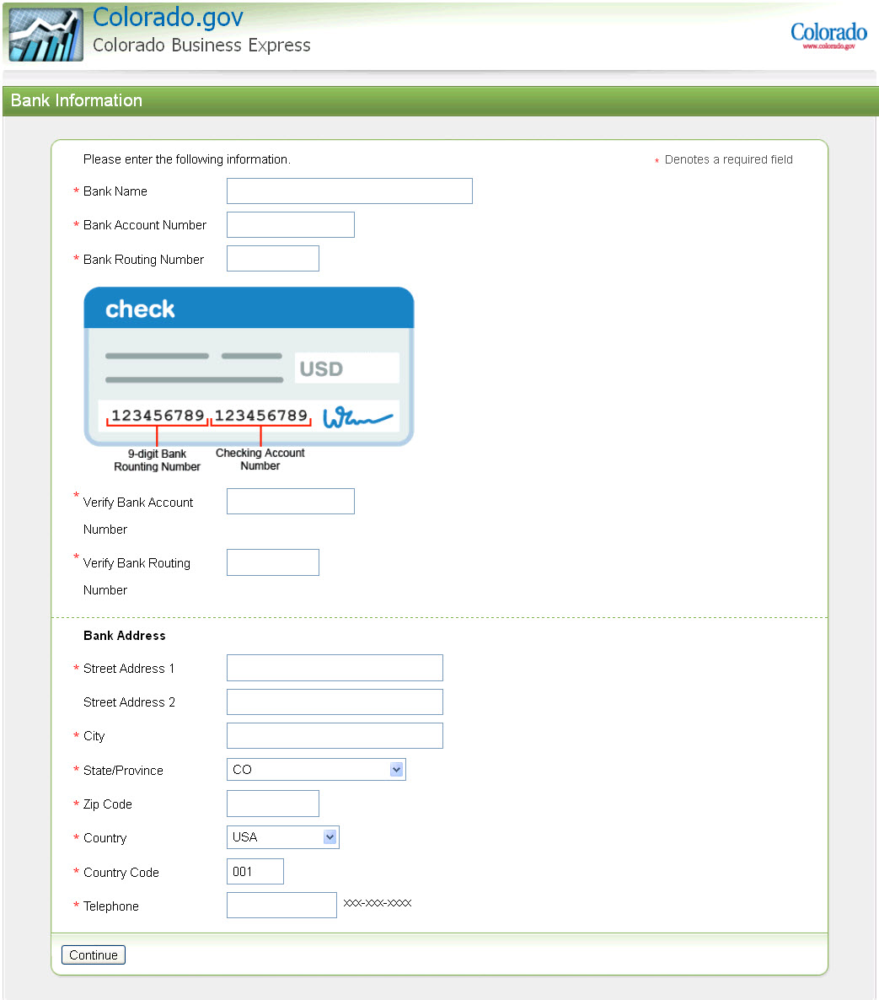 Colorado.gov
Colorado Business Express
Colorado
www.colorado.gov
Bank Information
Please enter the following information.
* Denotes a required field
* Bank Name
* Bank Account Number
* Bank Routing Number
check
USD
123456789 123456789
9-digit Bank
Rounting Number
Checking Account
Number
* Verify Bank Account
Number
* Verify Bank Routing
Number
Bank Address
* Street Address 1
Street Address 2
* City
* State/Province CO
* Zip Code
* Country USA
* Country Code 001
* Telephone xxx-xxx-xxxx
Continue